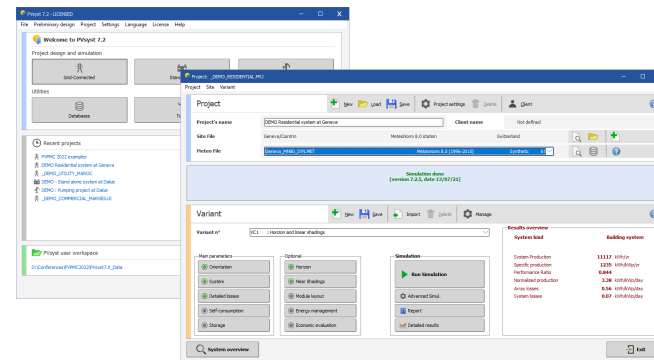 PVsyst 7.2 - LICENSED
File Preliminary design Project Settings Language License Help
Welcome to PVsyst 7.2
Project design and simulation
Grid-Connected
Utilities
Databases
Recent projects
PVPMC 2022 examples
DEMO Residential system at Geneva
_DEMO_UTILITY_MAROC
DEMO - Stand alone system at Dakar
DEMO : Pumping project at Dakar
_DEMO_COMMERCIAL_MARSEILLE
PVsyst user workspace
D:\Conferences\PVPMC2022\PVsyst7.0_Data
Project: _DEMO_RESIDENTIAL.PRJ
Project Site Variant
Project New Load Save Project settings Delete Client
Project's name DEMO Residential system at Geneva Client name Not defined
Site File Geneva/Cointrin Meteonorm 8.0 station Switzerland
Meteo File Geneva_MN80_SYN.MET Meteonorm 8.0 (1996-2015) Synthetic
Simulation done
(version 7.2.5, date 13/07/21)
Variant New Save Import Delete Manage
Variant n° VC1 : Horizon and linear shadings
Results overview
System kind Building system
System Production 11117 kWh/yr
Specific production 1235 kWh/kWp/yr
Performance Ratio 0.844
Normalized production 3.38 kWh/kWp/day
Array losses 0.56 kWh/kWp/day
System losses 0.07 kWh/kWp/day
Main parameters
Orientation
System
Detailed losses
Self-consumption
Storage
Optional
Horizon
Near Shadings
Module layout
Energy management
Economic evaluation
Simulation
Run Simulation
Advanced Simul.
Report
Detailed results
System overview
Exit